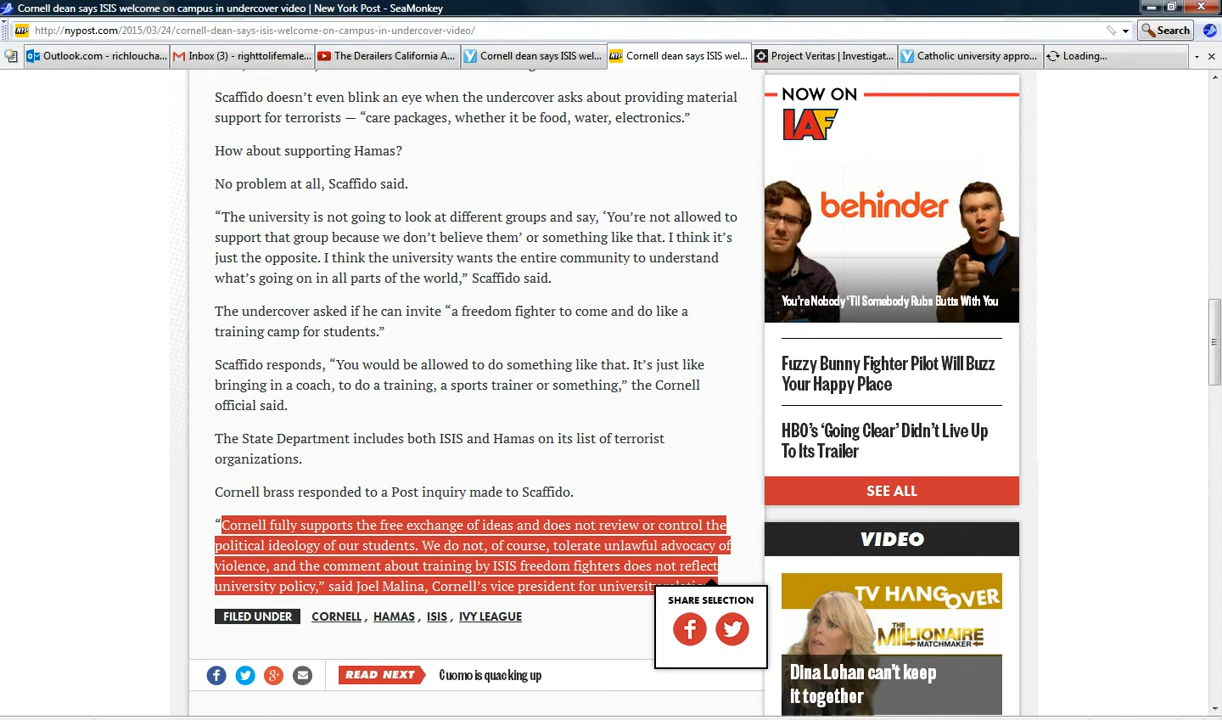 Cornell dean says ISIS welcome on campus in undercover video | New York Post - SeaMonkey
http://nypost.com/2015/03/24/cornell-dean-says-isis-welcome-on-campus-in-undercover-video/
Search
Outlook.com - richloucha...
Inbox (3) - righttolifemale...
The Derailers California A...
Cornell dean says ISIS wel...
Cornell dean says ISIS wel...
Project Veritas | Investigat...
Catholic university appro...
Loading...
Scaffido doesn't even blink an eye when the undercover asks about providing material
support for terrorists — “care packages, whether it be food, water, electronics.”
How about supporting Hamas?
No problem at all, Scaffido said.
“The university is not going to look at different groups and say, ‘You’re not allowed to
support that group because we don’t believe them’ or something like that. I think it’s
just the opposite. I think the university wants the entire community to understand
what’s going on in all parts of the world,” Scaffido said.
The undercover asked if he can invite “a freedom fighter to come and do like a
training camp for students.”
Scaffido responds, “You would be allowed to do something like that. It’s just like
bringing in a coach, to do a training, a sports trainer or something,” the Cornell
official said.
The State Department includes both ISIS and Hamas on its list of terrorist
organizations.
Cornell brass responded to a Post inquiry made to Scaffido.
“Cornell fully supports the free exchange of ideas and does not review or control the
political ideology of our students. We do not, of course, tolerate unlawful advocacy of
violence, and the comment about training by ISIS freedom fighters does not reflect
university policy,” said Joel Malina, Cornell’s vice president for university
SHARE SELECTION
FILED UNDER CORNELL , HAMAS , ISIS , IVY LEAGUE
READ NEXT Cuomo is quacking up
NOW ON
IAF
behinder
You’re Nobody ‘Til Somebody Rubs Butts With You
Fuzzy Bunny Fighter Pilot Will Buzz
Your Happy Place
HBO’s ‘Going Clear’ Didn’t Live Up
To Its Trailer
SEE ALL
VIDEO
TV HANGOVER
THE MILLIONAIRE
MATCHMAKER
Dina Lohan can’t keep
it together